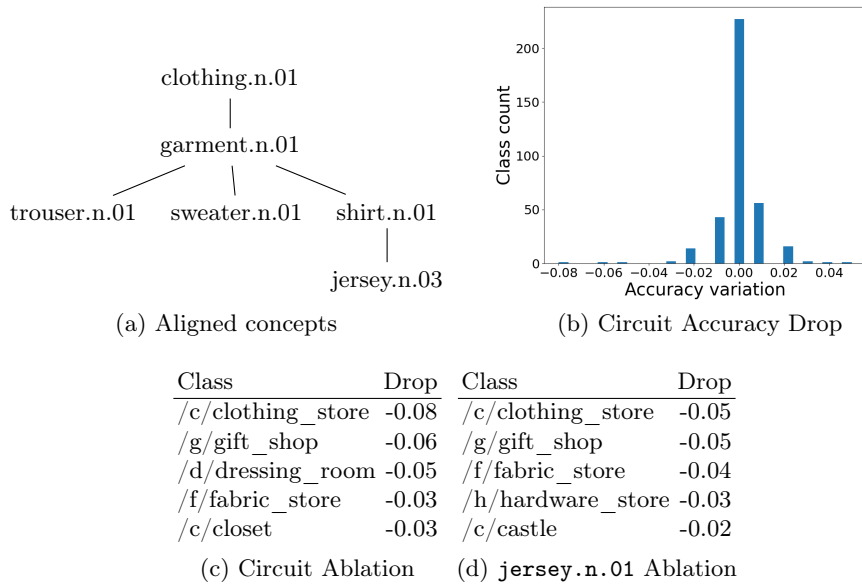 clothing.n.01
garment.n.01
trouser.n.01 sweater.n.01 shirt.n.01
jersey.n.03
(a) Aligned concepts
200
150
100
50
0
Class count
−0.08 −0.06 −0.04 −0.02 0.00 0.02 0.04
Accuracy variation
(b) Circuit Accuracy Drop
Class Drop
/c/clothing_store -0.08
/g/gift_shop -0.06
/d/dressing_room -0.05
/f/fabric_store -0.03
/c/closet -0.03
(c) Circuit Ablation
Class Drop
/c/clothing_store -0.05
/g/gift_shop -0.05
/f/fabric_store -0.04
/h/hardware_store -0.03
/c/castle -0.02
(d) jersey.n.01 Ablation